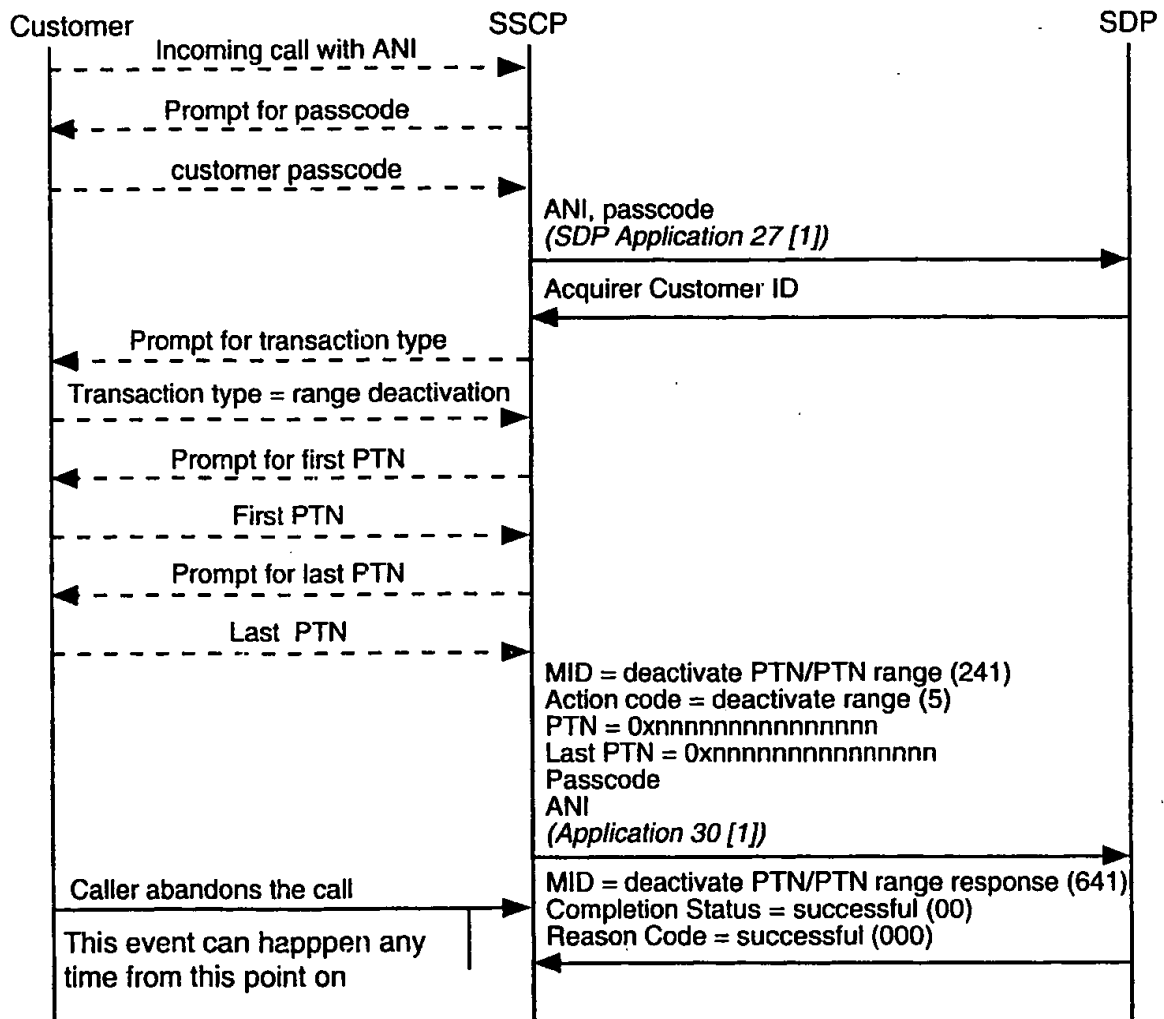 Customer
SSCP
SDP
Incoming call with ANI
Prompt for passcode
customer passcode
ANI, passcode
(SDP Application 27 [1])
Acquirer Customer ID
Prompt for transaction type
Transaction type = range deactivation
Prompt for first PTN
First PTN
Prompt for last PTN
Last PTN
MID = deactivate PTN/PTN range (241)
Action code = deactivate range (5)
PTN = 0xnnnnnnnnnnnnnnnn
Last PTN = 0xnnnnnnnnnnnnnnnn
Passcode
ANI
(Application 30 [1])
Caller abandons the call
This event can happpen any
time from this point on
MID = deactivate PTN/PTN range response (641)
Completion Status = successful (00)
Reason Code = successful (000)